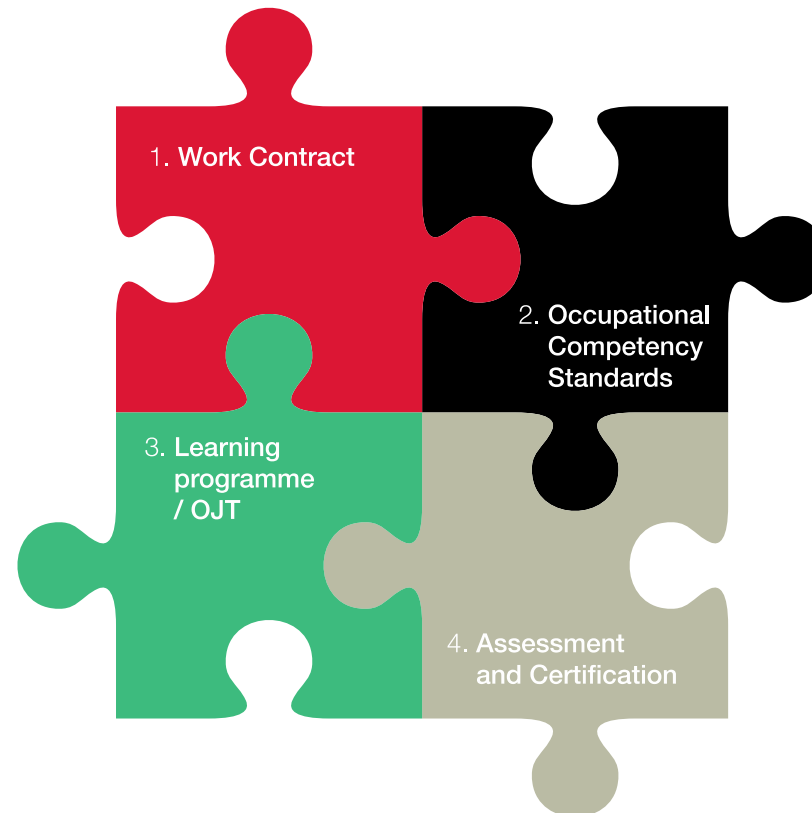 1. Work Contract
2. Occupational
Competency
Standards
3. Learning
programme
/ OJT
4. Assessment
and Certification